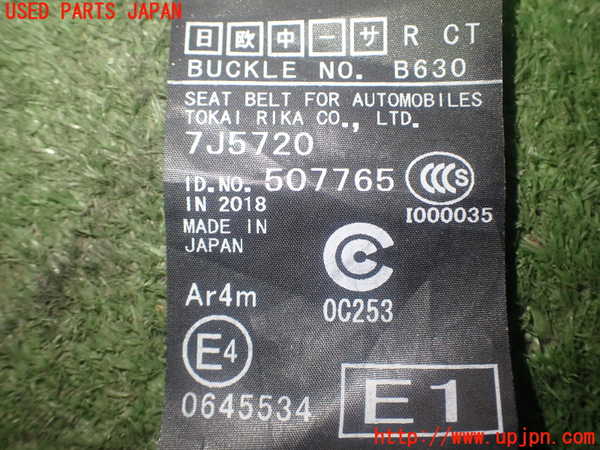 USED PARTS JAPAN
日欧中一サ R CT
BUCKLE NO. B630
SEAT BELT FOR AUTOMOBILES
TOKAI RIKA CO., LTD.
7J5720
ID.NO. 507765
IN 2018
MADE IN
JAPAN
CCC S
I000035
Ar4m
0C253
E4
0645534
E1
http://www.upjpn.com